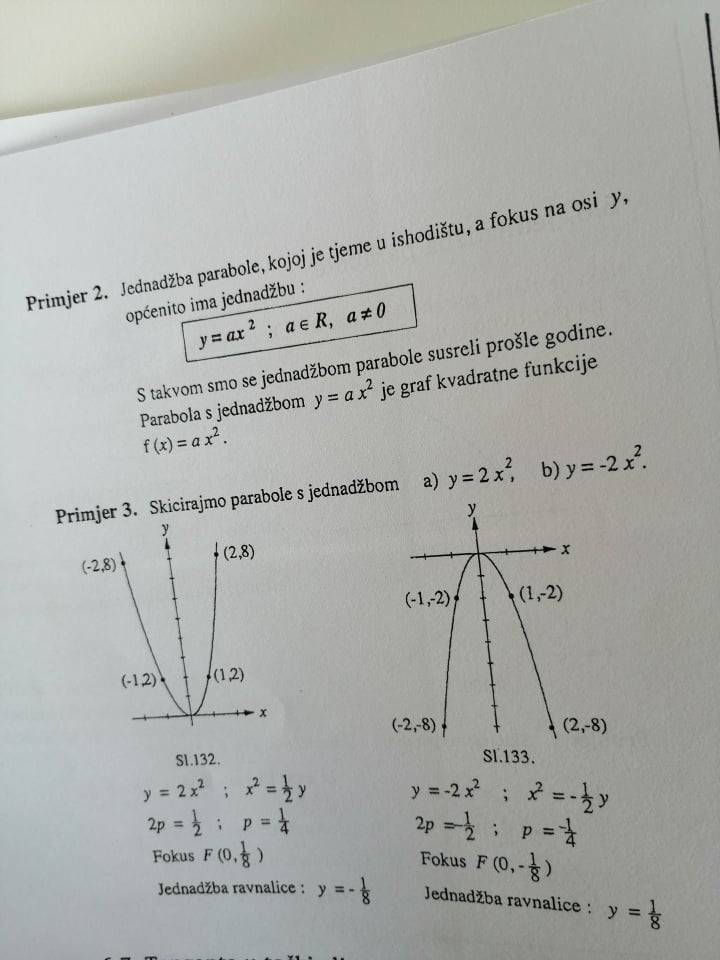 Primjer 2. Jednadžba parabole, kojoj je tjeme u ishodištu, a fokus na osi y,
općenito ima jednadžbu :
y = ax² ; a ∈ R, a ≠ 0
S takvom smo se jednadžbom parabole susreli prošle godine.
Parabola s jednadžbom y = a x² je graf kvadratne funkcije
f (x) = a x².
Primjer 3. Skicirajmo parabole s jednadžbom a) y = 2 x², b) y = -2 x².
y
(-2,8)
(2,8)
(-1,2)
(1,2)
x
Sl.132.
y = 2 x² ; x² = 1/2 y
2p = 1/2 ; p = 1/4
Fokus F (0, 1/8 )
Jednadžba ravnalice : y = - 1/8
y
x
(-1,-2)
(1,-2)
(-2,-8)
(2,-8)
Sl.133.
y = -2 x² ; x² = - 1/2 y
2p = -1/2 ; p = -1/4
Fokus F (0, - 1/8 )
Jednadžba ravnalice : y = 1/8